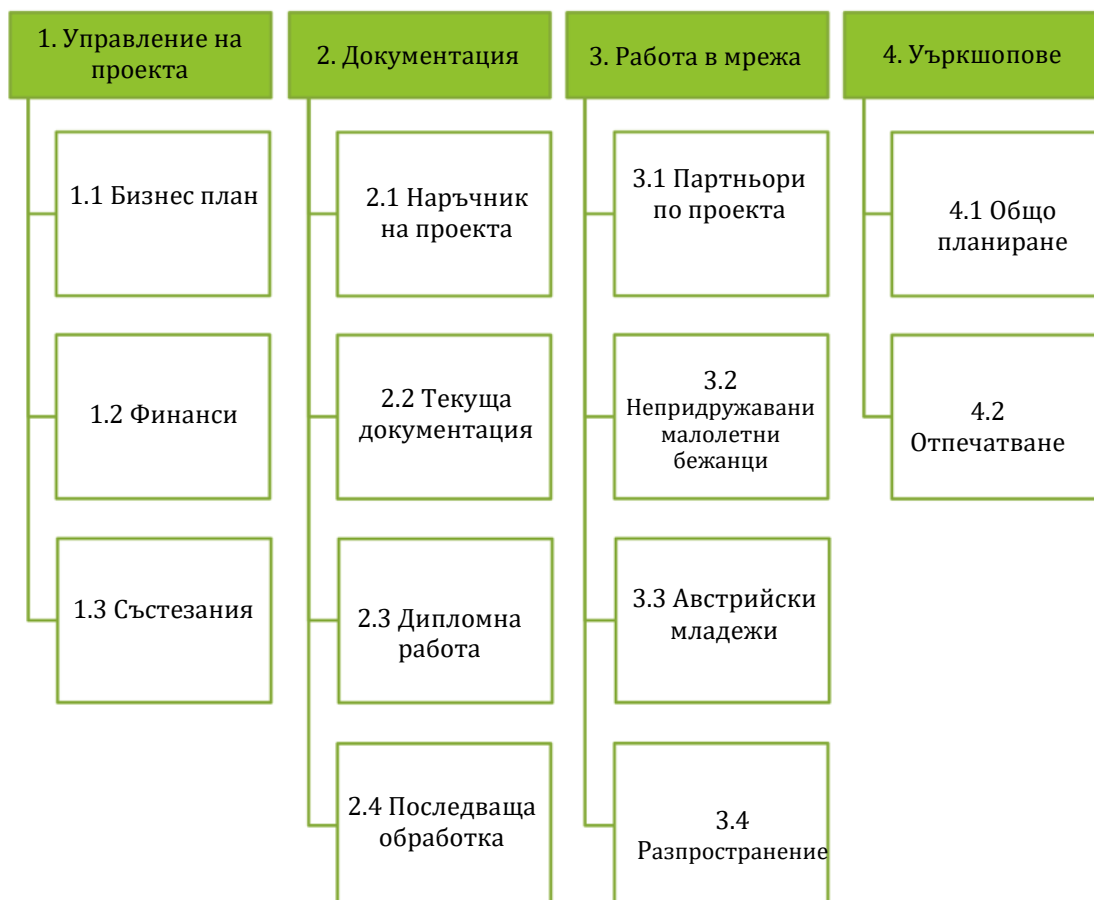 1. Управление на
проекта
1.1 Бизнес план
1.2 Финанси
1.3 Състезания
2. Документация
2.1 Наръчник
на проекта
2.2 Текуща
документация
2.3 Дипломна
работа
2.4 Последваща
обработка
3. Работа в мрежа
3.1 Партньори
по проекта
3.2
Непридружавани
малолетни
бежанци
3.3 Австрийски
младежи
3.4
Разпространение
4. Уъркшопове
4.1 Общо
планиране
4.2
Отпечатване